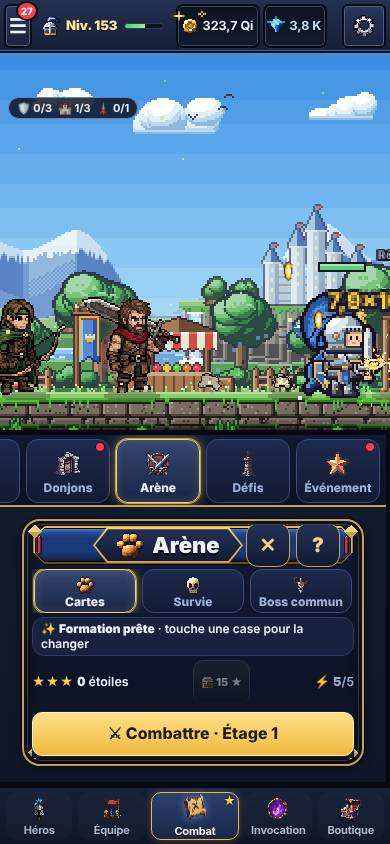 27
Niv. 153
323,7 Qi
3,8 K
0/3 1/3 0/1
Donjons
Arène
Défis
Événement
Arène
×
?
Cartes
Survie
Boss commun
✨ Formation prête · touche une case pour la
changer
★★★ 0 étoiles
15 ★
⚡ 5/5
⚔ Combattre · Étage 1
Héros
Équipe
Combat
Invocation
Boutique